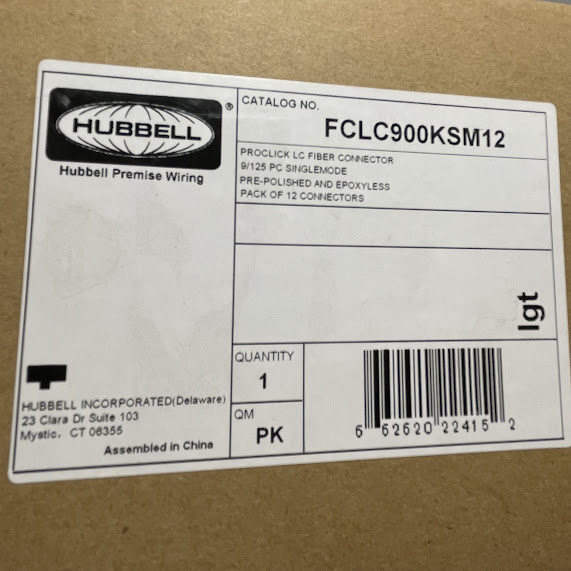 HUBBELL
®
Hubbell Premise Wiring
CATALOG NO.
FCLC900KSM12
PROCLICK LC FIBER CONNECTOR
9/125 PC SINGLEMODE
PRE-POLISHED AND EPOXYLESS
PACK OF 12 CONNECTORS
lgt
QUANTITY
1
QM
PK
6 62620 22415 2
HUBBELL INCORPORATED(Delaware)
23 Clara Dr Suite 103
Mystic, CT 06355
Assembled in China